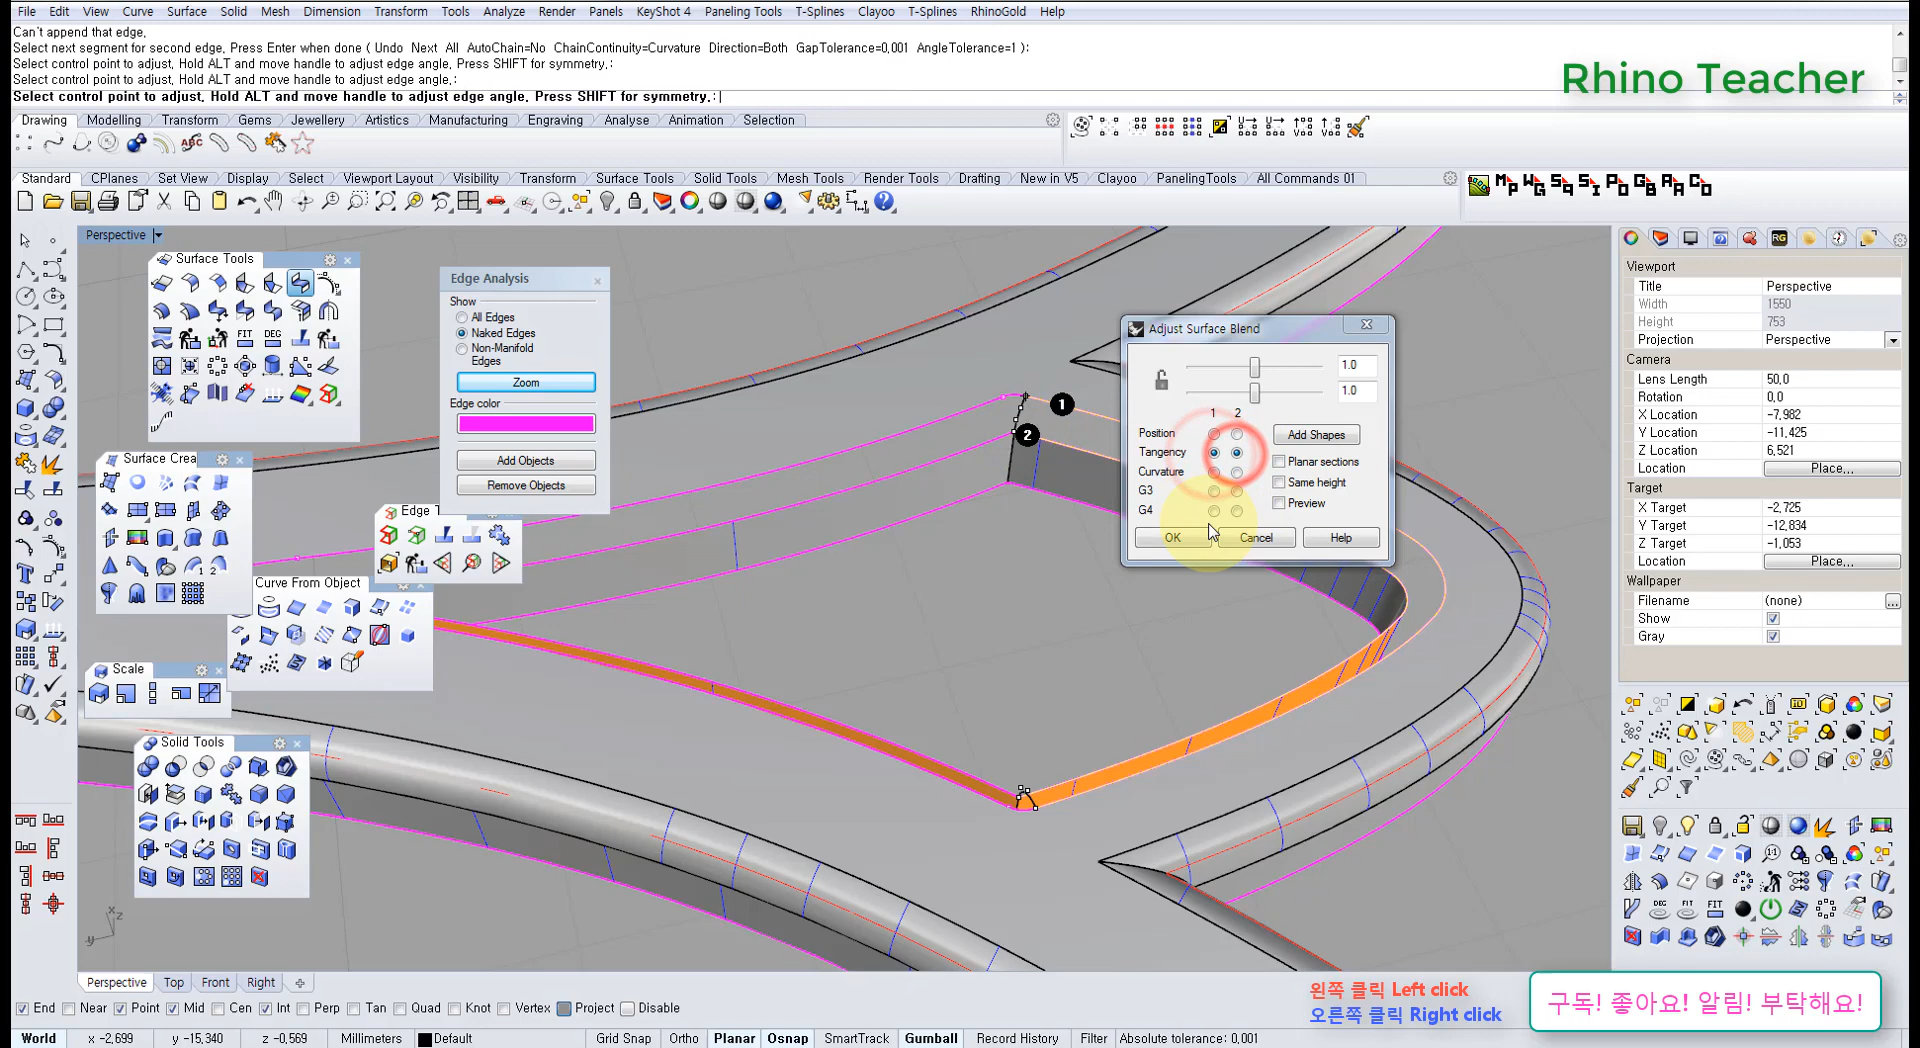 File Edit View Curve Surface Solid Mesh Dimension Transform Tools Analyze Render Panels KeyShot 4 Paneling Tools T-Splines Clayoo T-Splines RhinoGold Help
Can't append that edge,
Select next segment for second edge, Press Enter when done ( Undo Next All AutoChain=No ChainContinuity=Curvature Direction=Both GapTolerance=0,001 AngleTolerance=1 ):
Select control point to adjust, Hold ALT and move handle to adjust edge angle, Press SHIFT for symmetry,:
Select control point to adjust, Hold ALT and move handle to adjust edge angle,:
Select control point to adjust, Hold ALT and move handle to adjust edge angle, Press SHIFT for symmetry,:
Rhino Teacher
Drawing Modelling Transform Gems Jewellery Artistics Manufacturing Engraving Analyse Animation Selection
Standard CPlanes Set View Display Select Viewport Layout Visibility Transform Surface Tools Solid Tools Mesh Tools Render Tools Drafting New in V5 Clayoo PanelingTools All Commands 01
Perspective
Surface Tools
FIT DEG
Surface Crea
Edge T
Curve From Object
Scale
Solid Tools
Edge Analysis
Show
All Edges
Naked Edges
Non-Manifold
Edges
Zoom
Edge color
Add Objects
Remove Objects
1
2
Adjust Surface Blend
1.0
1.0
1 2
Position
Tangency
Curvature
G3
G4
Add Shapes
Planar sections
Same height
Preview
OK Cancel Help
Viewport
Title Perspective
Width 1550
Height 753
Projection Perspective
Camera
Lens Length 50,0
Rotation 0,0
X Location -7,982
Y Location -11,425
Z Location 6,521
Location Place,,,
Target
X Target -2,725
Y Target -12,834
Z Target -1,053
Location Place,,,
Wallpaper
Filename (none)
Show
Gray
Perspective Top Front Right
End Near Point Mid Cen Int Perp Tan Quad Knot Vertex Project Disable
왼쪽 클릭 Left click
오른쪽 클릭 Right click
구독! 좋아요! 알림! 부탁해요!
World x -2,699 y -15,340 z -0,569 Millimeters Default Grid Snap Ortho Planar Osnap SmartTrack Gumball Record History Filter Absolute tolerance: 0,001